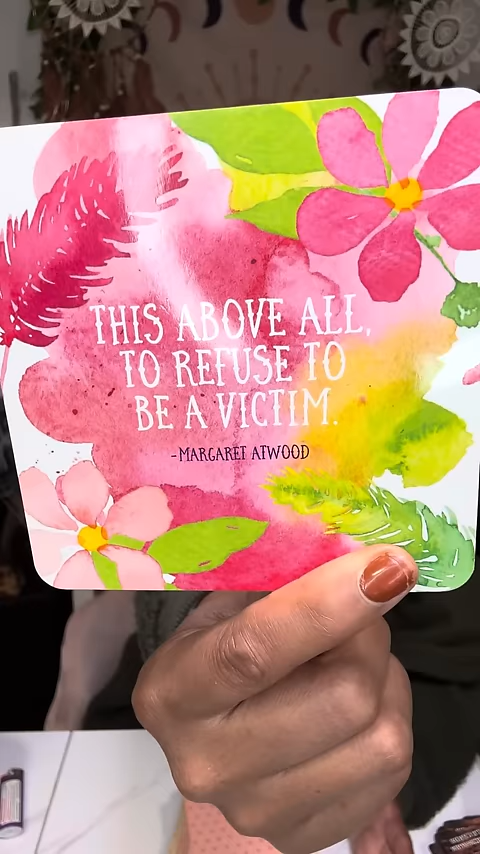 THIS ABOVE ALL,
TO REFUSE TO
BE A VICTIM.
-MARGARET ATWOOD